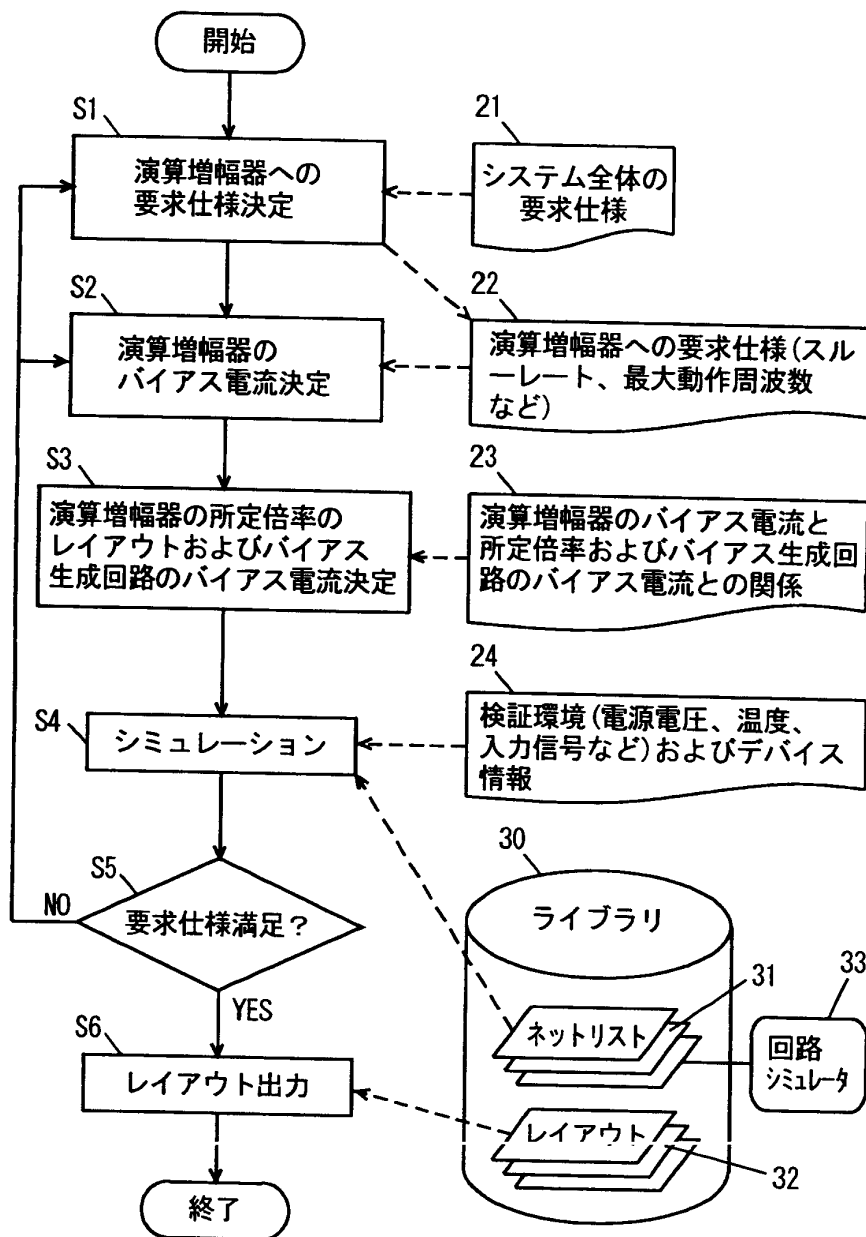 開始
S1
演算増幅器への
要求仕様決定
21
システム全体の
要求仕様
S2
演算増幅器の
バイアス電流決定
22
演算増幅器への要求仕様(スル
ーレート、最大動作周波数
など)
S3
演算増幅器の所定倍率の
レイアウトおよびバイアス
生成回路のバイアス電流決定
23
演算増幅器のバイアス電流と
所定倍率およびバイアス生成回
路のバイアス電流との関係
S4
シミュレーション
24
検証環境(電源電圧、温度、
入力信号など)およびデバイス
情報
S5
NO
要求仕様満足?
YES
S6
レイアウト出力
終了
30
ライブラリ
31
ネットリスト
33
回路
シミュレータ
レイアウト
32